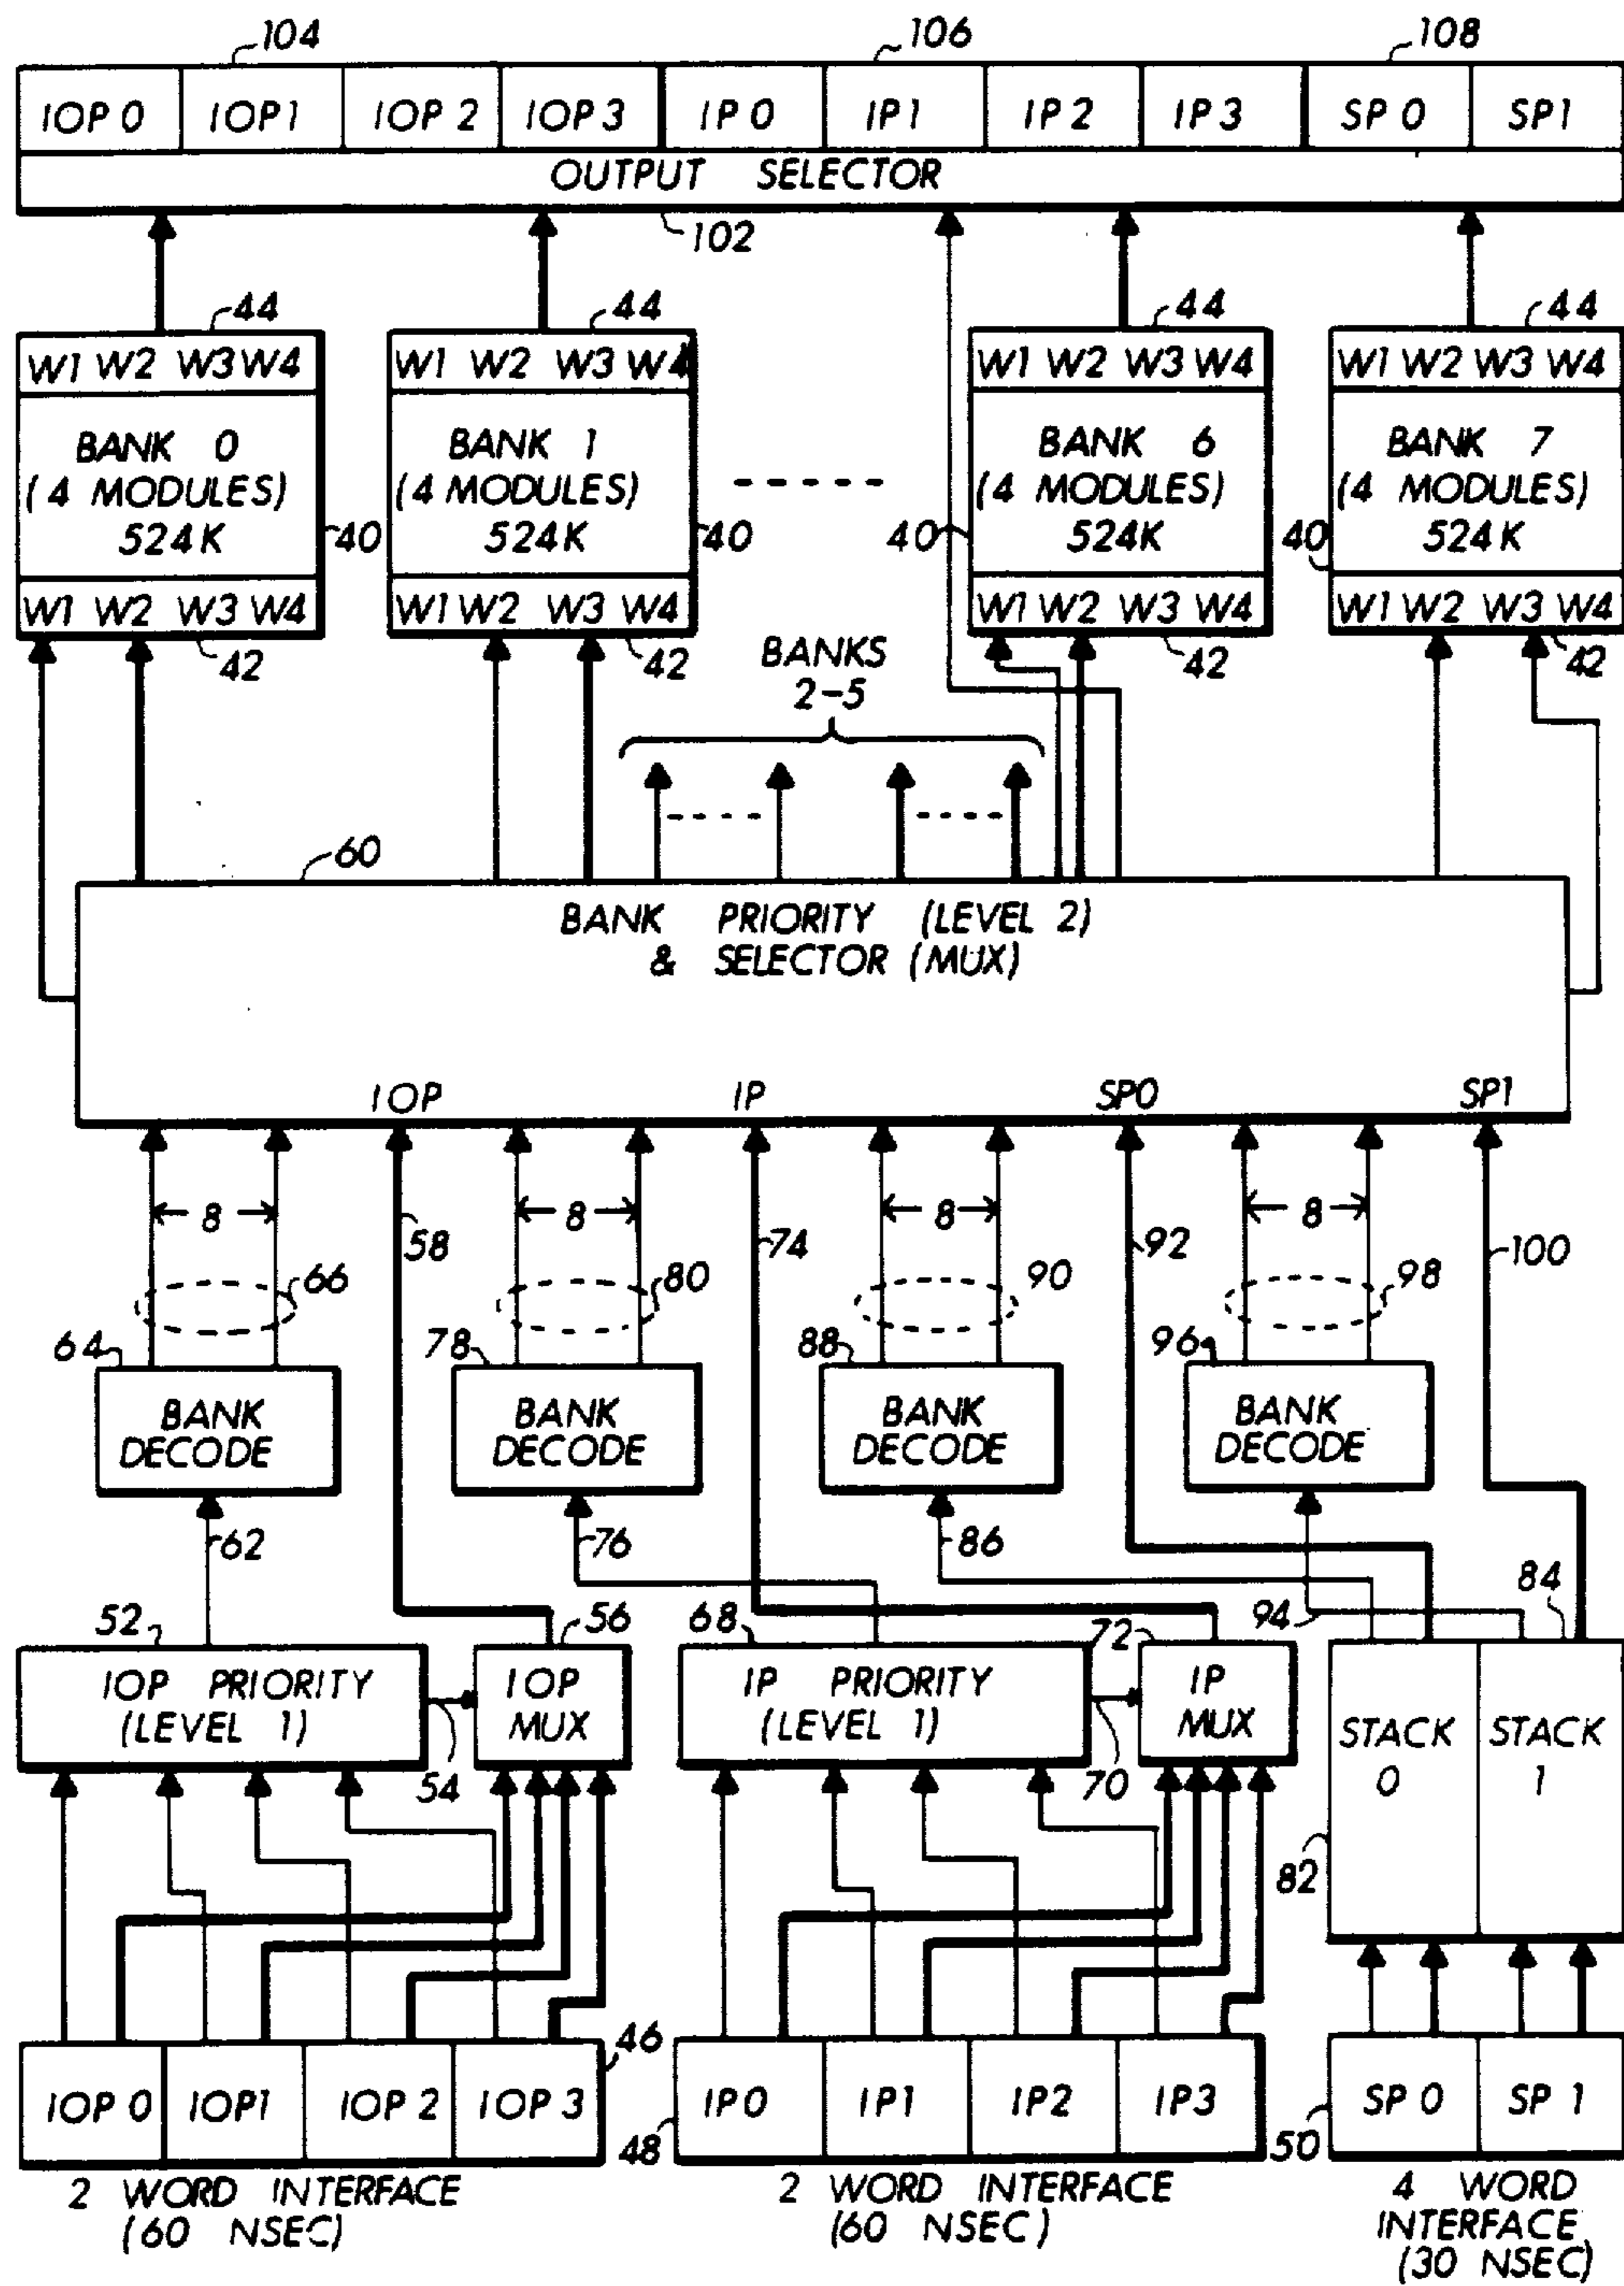 104 106 108
IOP 0 IOP1 IOP 2 IOP 3 IP 0 IP1 IP 2 IP 3 SP 0 SP1
OUTPUT SELECTOR
102
44 44 44 44
W1 W2 W3 W4 W1 W2 W3 W4 W1 W2 W3 W4 W1 W2 W3 W4
BANK 0 BANK 1 BANK 6 BANK 7
(4 MODULES) (4 MODULES) (4 MODULES) (4 MODULES)
524K 524K 524K 524K
40 40 40 40
W1 W2 W3 W4 W1 W2 W3 W4 W1 W2 W3 W4 W1 W2 W3 W4
42 42 42 42
BANKS
2-5
60
BANK PRIORITY (LEVEL 2)
& SELECTOR (MUX)
IOP IP SP0 SP1
8 8 8 8
58 74 92 100
66 80 90 98
64 78 88 96
BANK BANK BANK BANK
DECODE DECODE DECODE DECODE
62 76 86
84
52 56 68 72 94
IOP PRIORITY IOP IP PRIORITY IP
(LEVEL 1) MUX (LEVEL 1) MUX
STACK STACK
0 1
54 70
82
46
IOP 0 IOP1 IOP 2 IOP 3 IP0 IP1 IP2 IP3 SP 0 SP 1
48 50
2 WORD INTERFACE
(60 NSEC)
2 WORD INTERFACE
(60 NSEC)
4 WORD
INTERFACE
(30 NSEC)